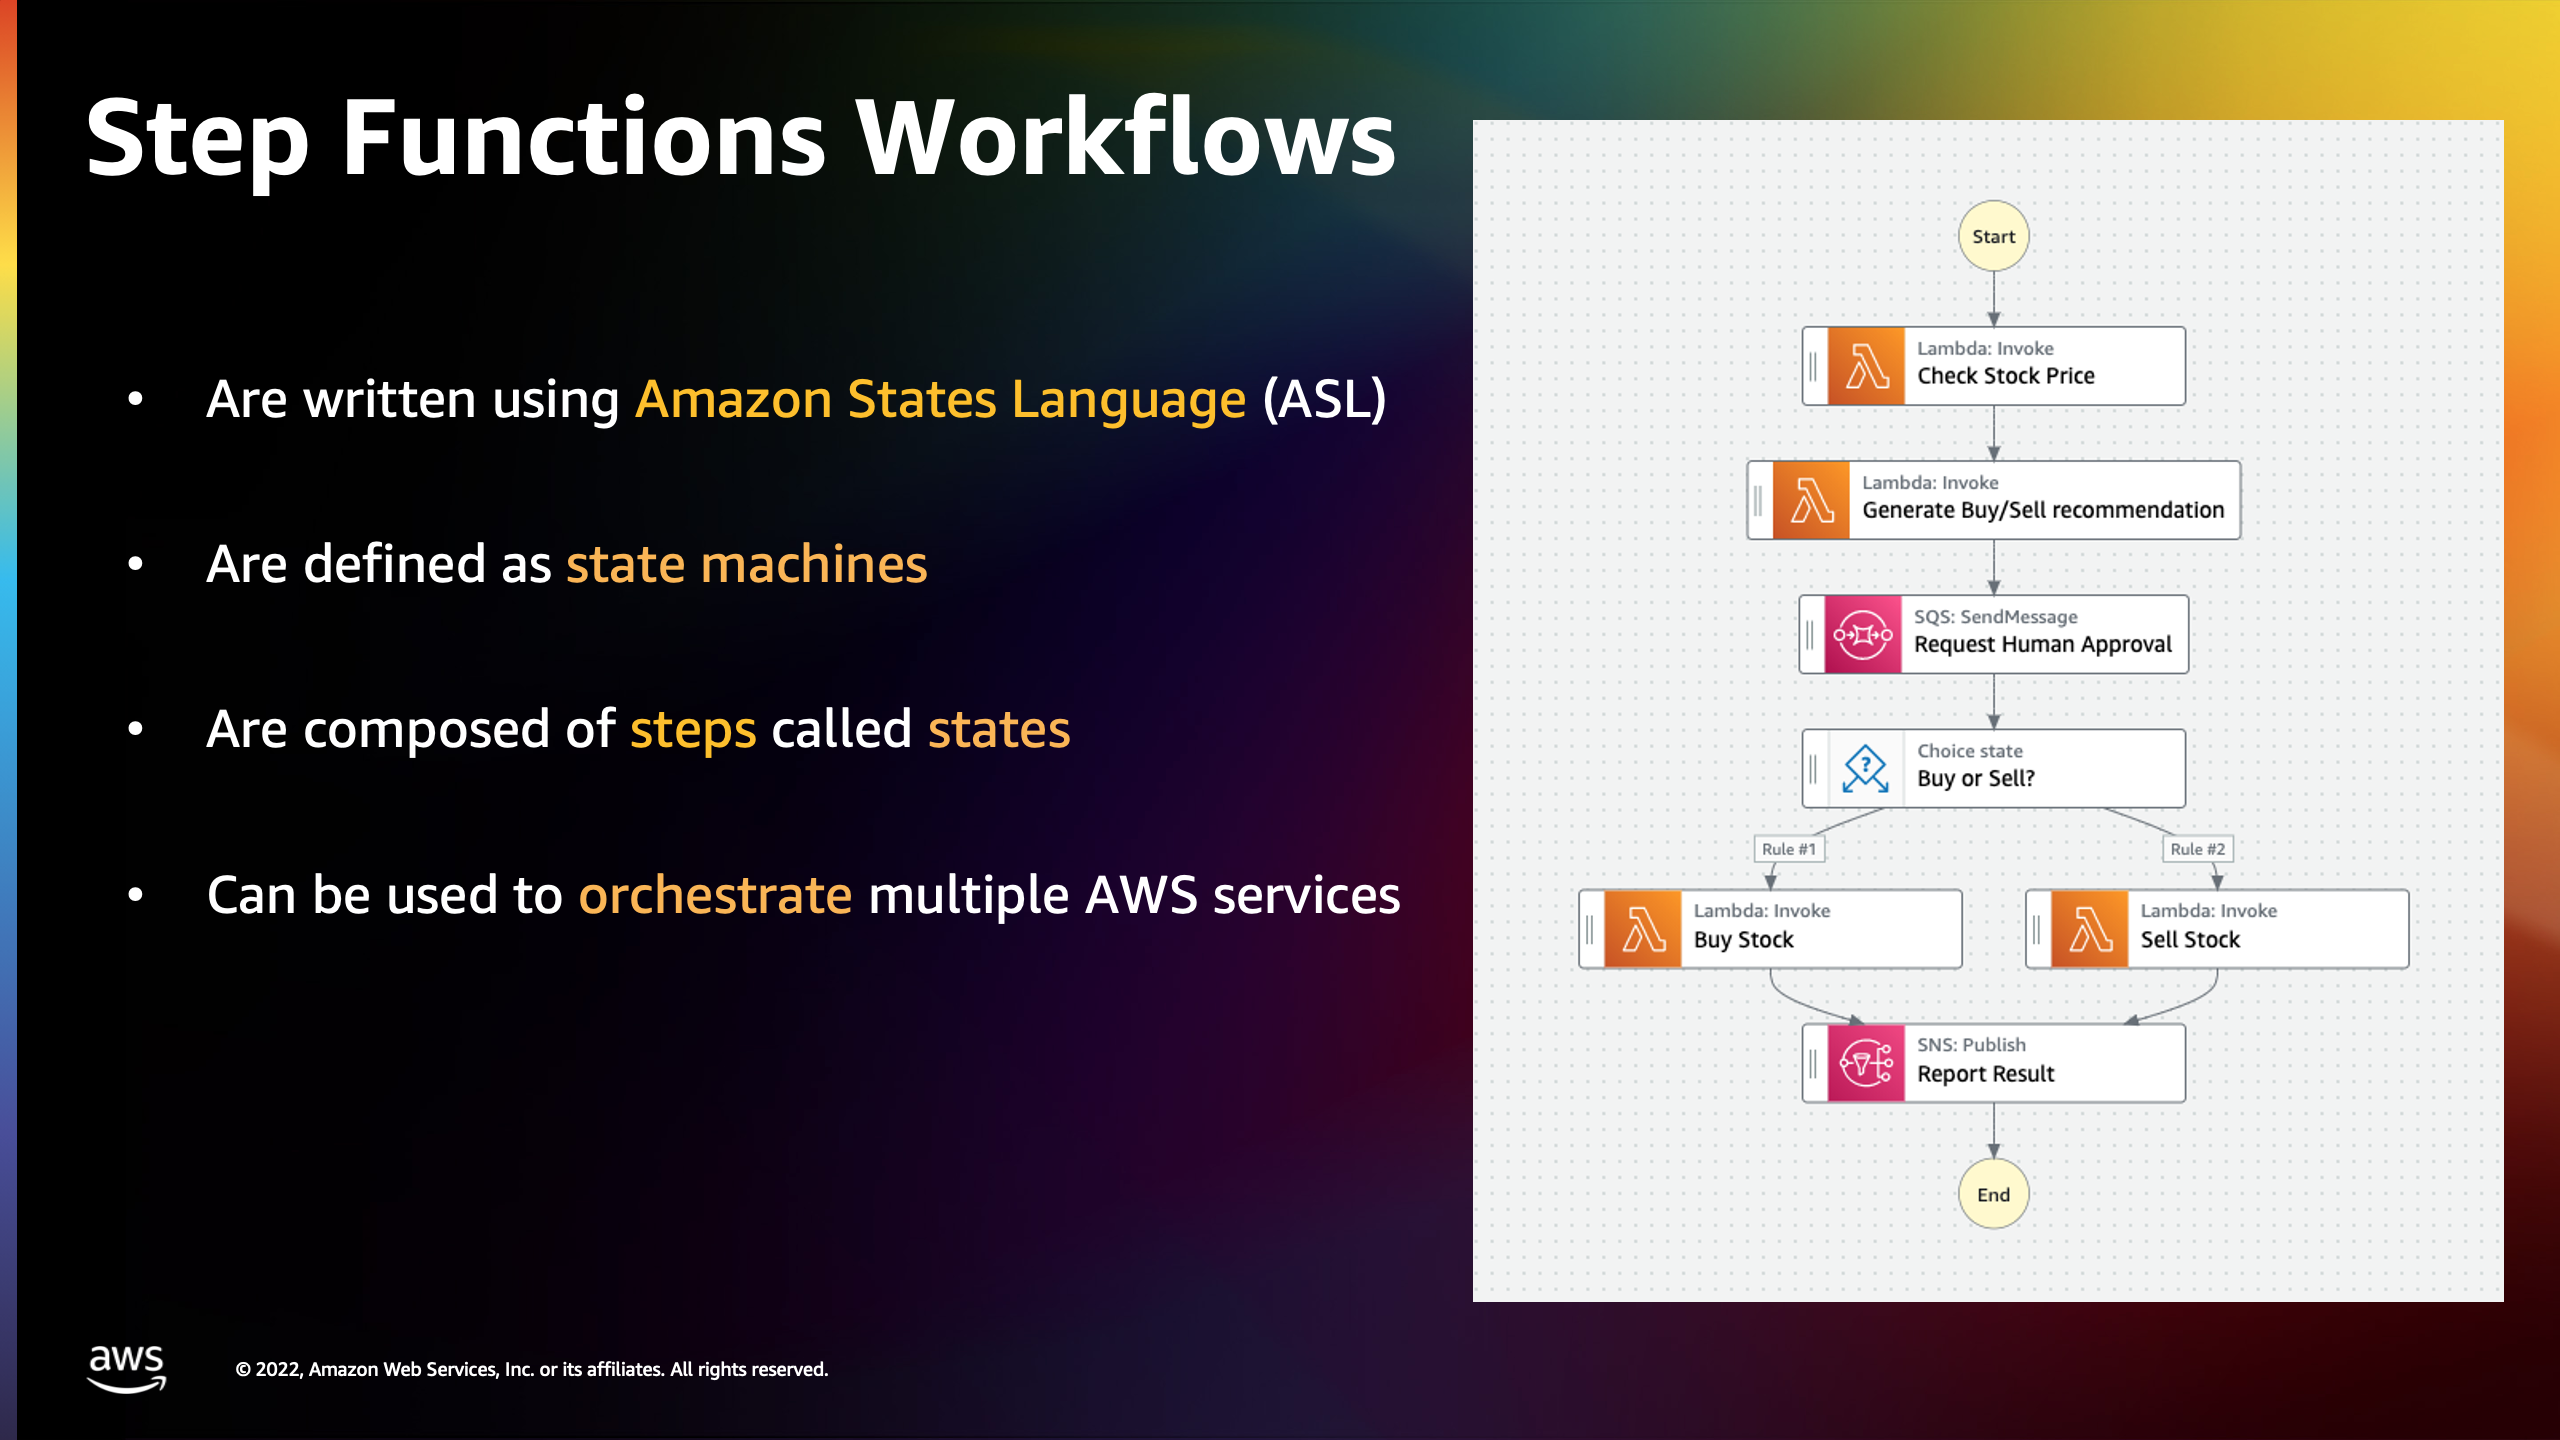 Step Functions Workflows
• Are written using Amazon States Language (ASL)
• Are defined as state machines
• Are composed of steps called states
• Can be used to orchestrate multiple AWS services
Start
Lambda: Invoke
Check Stock Price
Lambda: Invoke
Generate Buy/Sell recommendation
SQS: SendMessage
Request Human Approval
Choice state
Buy or Sell?
Rule #1
Rule #2
Lambda: Invoke
Buy Stock
Lambda: Invoke
Sell Stock
SNS: Publish
Report Result
End
aws
© 2022, Amazon Web Services, Inc. or its affiliates. All rights reserved.